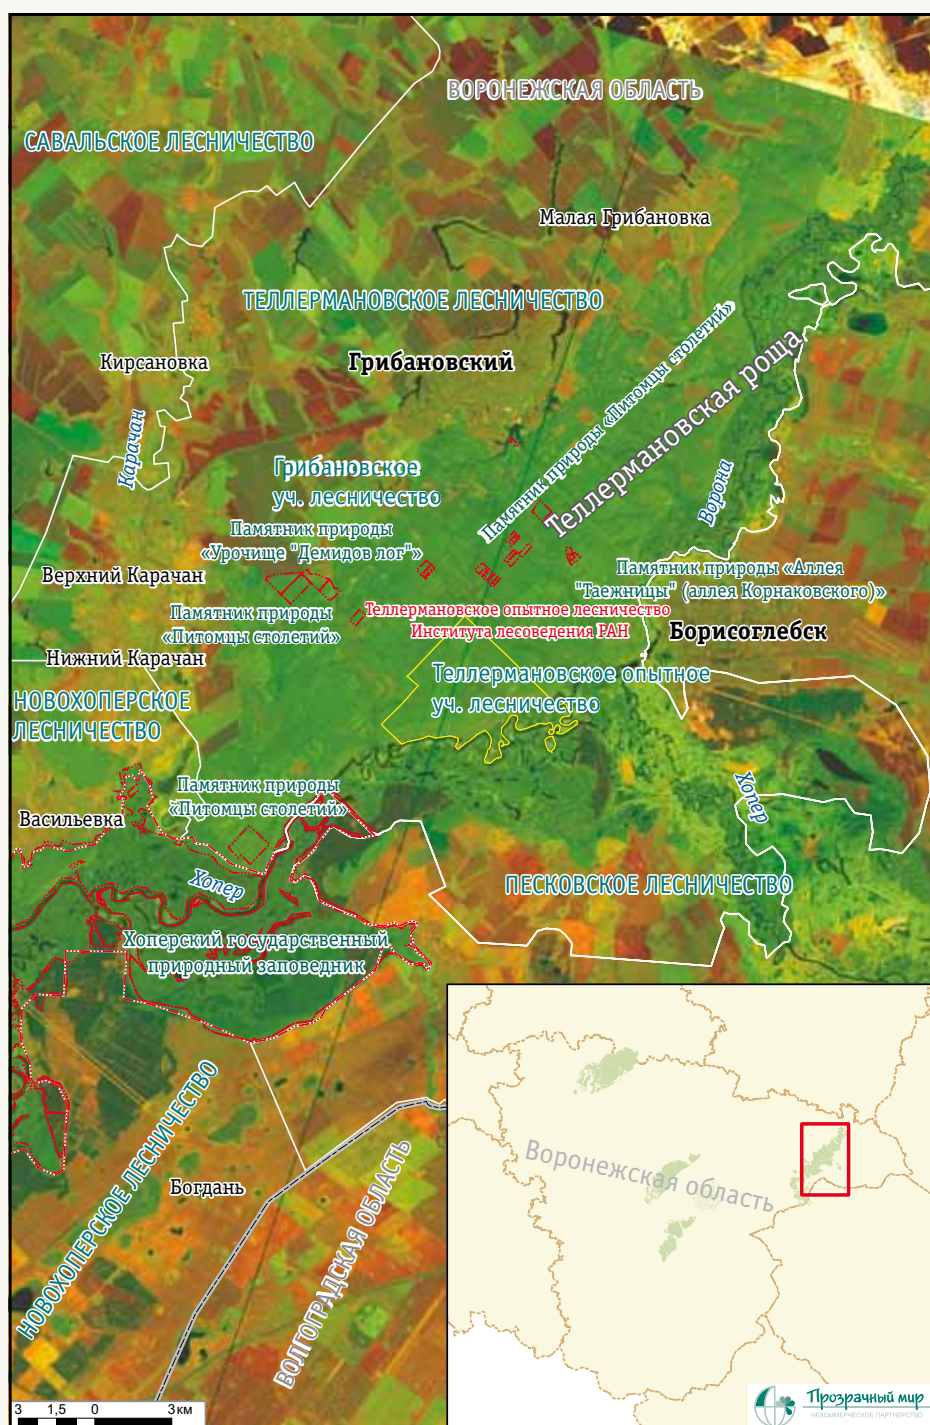 ВОРОНЕЖСКАЯ ОБЛАСТЬ
САВАЛЬСКОЕ ЛЕСНИЧЕСТВО
Малая Грибановка
ТЕЛЛЕРМАНОВСКОЕ ЛЕСНИЧЕСТВО
Кирсановка
Грибановский
Памятник природы «Питомцы столетий»
Теллермановская роща
Карачан
Ворона
Грибановское
уч. лесничество
Памятник природы
«Урочище "Демидов лог"»
Верхний Карачан
Памятник природы «Аллея
"Таежницы" (аллея Корнаковского)»
Памятник природы
«Питомцы столетий»
Теллермановское опытное лесничество
Института лесоведения РАН
Борисоглебск
Нижний Карачан
Теллермановское опытное
уч. лесничество
НОВОХОПЕРСКОЕ
ЛЕСНИЧЕСТВО
Памятник природы
«Питомцы столетий»
Васильевка
Хопер
Хопер
ПЕСКОВСКОЕ ЛЕСНИЧЕСТВО
Хоперский государственный
природный заповедник
НОВОХОПЕРСКОЕ ЛЕСНИЧЕСТВО
Богдань
ВОЛГОГРАДСКАЯ ОБЛАСТЬ
Воронежская область
3 1,5 0 3 км
Прозрачный мир
НЕКОММЕРЧЕСКОЕ ПАРТНЕРСТВО